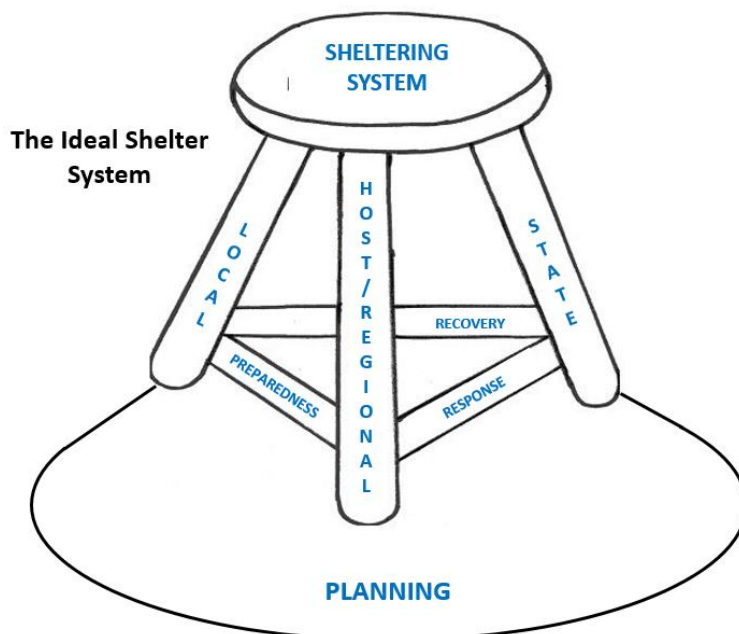 SHELTERING
SYSTEM
The Ideal Shelter
System
LOCAL
HOST/REGIONAL
STATE
RECOVERY
PREPAREDNESS
RESPONSE
PLANNING